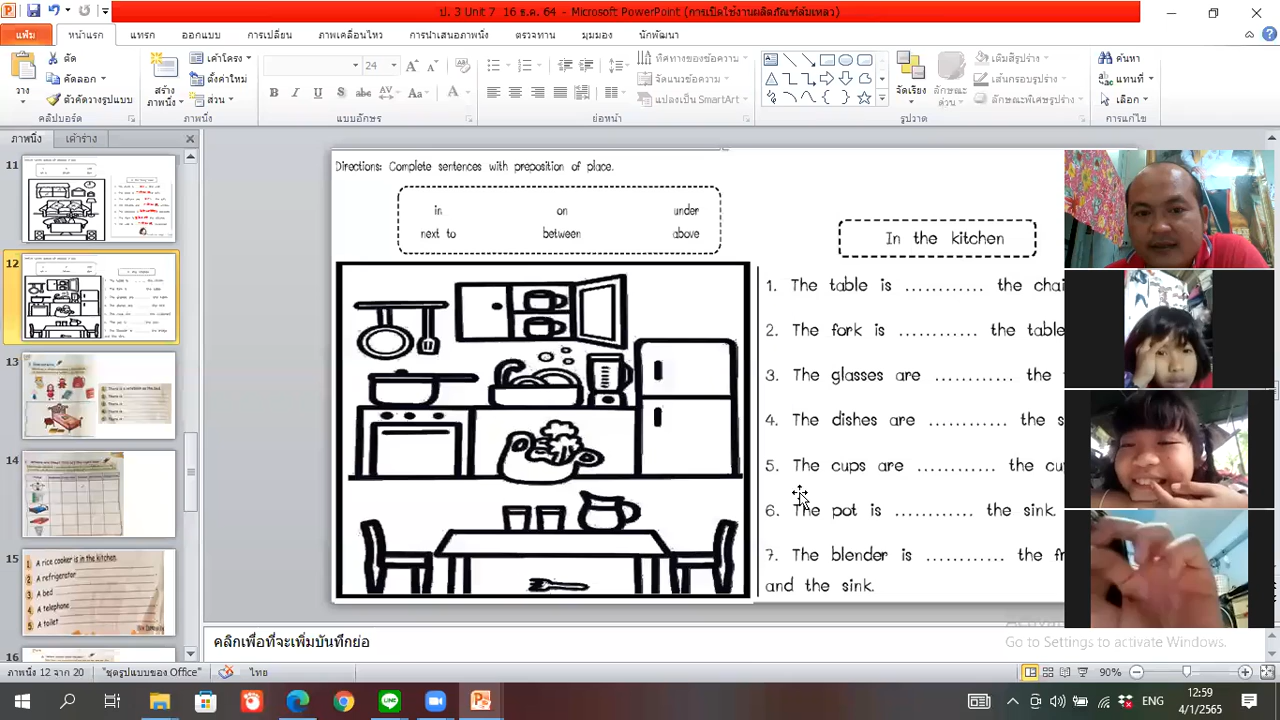 ป. 3 Unit 7 16 ธ.ค. 64 - Microsoft PowerPoint (การเปิดใช้งานผลิตภัณฑ์ล้มเหลว)
แฟ้ม หน้าแรก แทรก ออกแบบ การเปลี่ยน ภาพเคลื่อนไหว การนำเสนอภาพนิ่ง ตรวจทาน มุมมอง นักพัฒนา
วาง ตัด คัดลอก ตัวคัดวางรูปแบบ คลิปบอร์ด
สร้างภาพนิ่ง เค้าโครง ตั้งค่าใหม่ ส่วน ภาพนิ่ง
24 B I U S abc AV Aa A แบบอักษร
ทิศทางของข้อความ จัดแนวข้อความ แปลงเป็น SmartArt ย่อหน้า
จัดเรียง ลักษณะด่วน เติมสีรูปร่าง เส้นกรอบรูปร่าง ลักษณะพิเศษรูปร่าง รูปวาด
ค้นหา แทนที่ เลือก การแก้ไข
ภาพนิ่ง เค้าร่าง
11
12
13
14
15
1 A rice cooker is in the kitchen.
2 A refrigerator
3 A bed
4 A telephone
5 A toilet
16
Directions: Complete sentences with preposition of place.
in on under
next to between above
In the kitchen
1. The table is ............ the chai
2. The fork is ............ the table
3. The glasses are ............ the
4. The dishes are ............ the s
5. The cups are ............ the cu
6. The pot is ............ the sink.
7. The blender is ............ the fr
and the sink.
คลิกเพื่อที่จะเพิ่มบันทึกย่อ
Go to Settings to activate Windows.
ภาพนิ่ง 12 จาก 20 "ชุดรูปแบบของ Office" ไทย 90%
ENG 12:59
4/1/2565